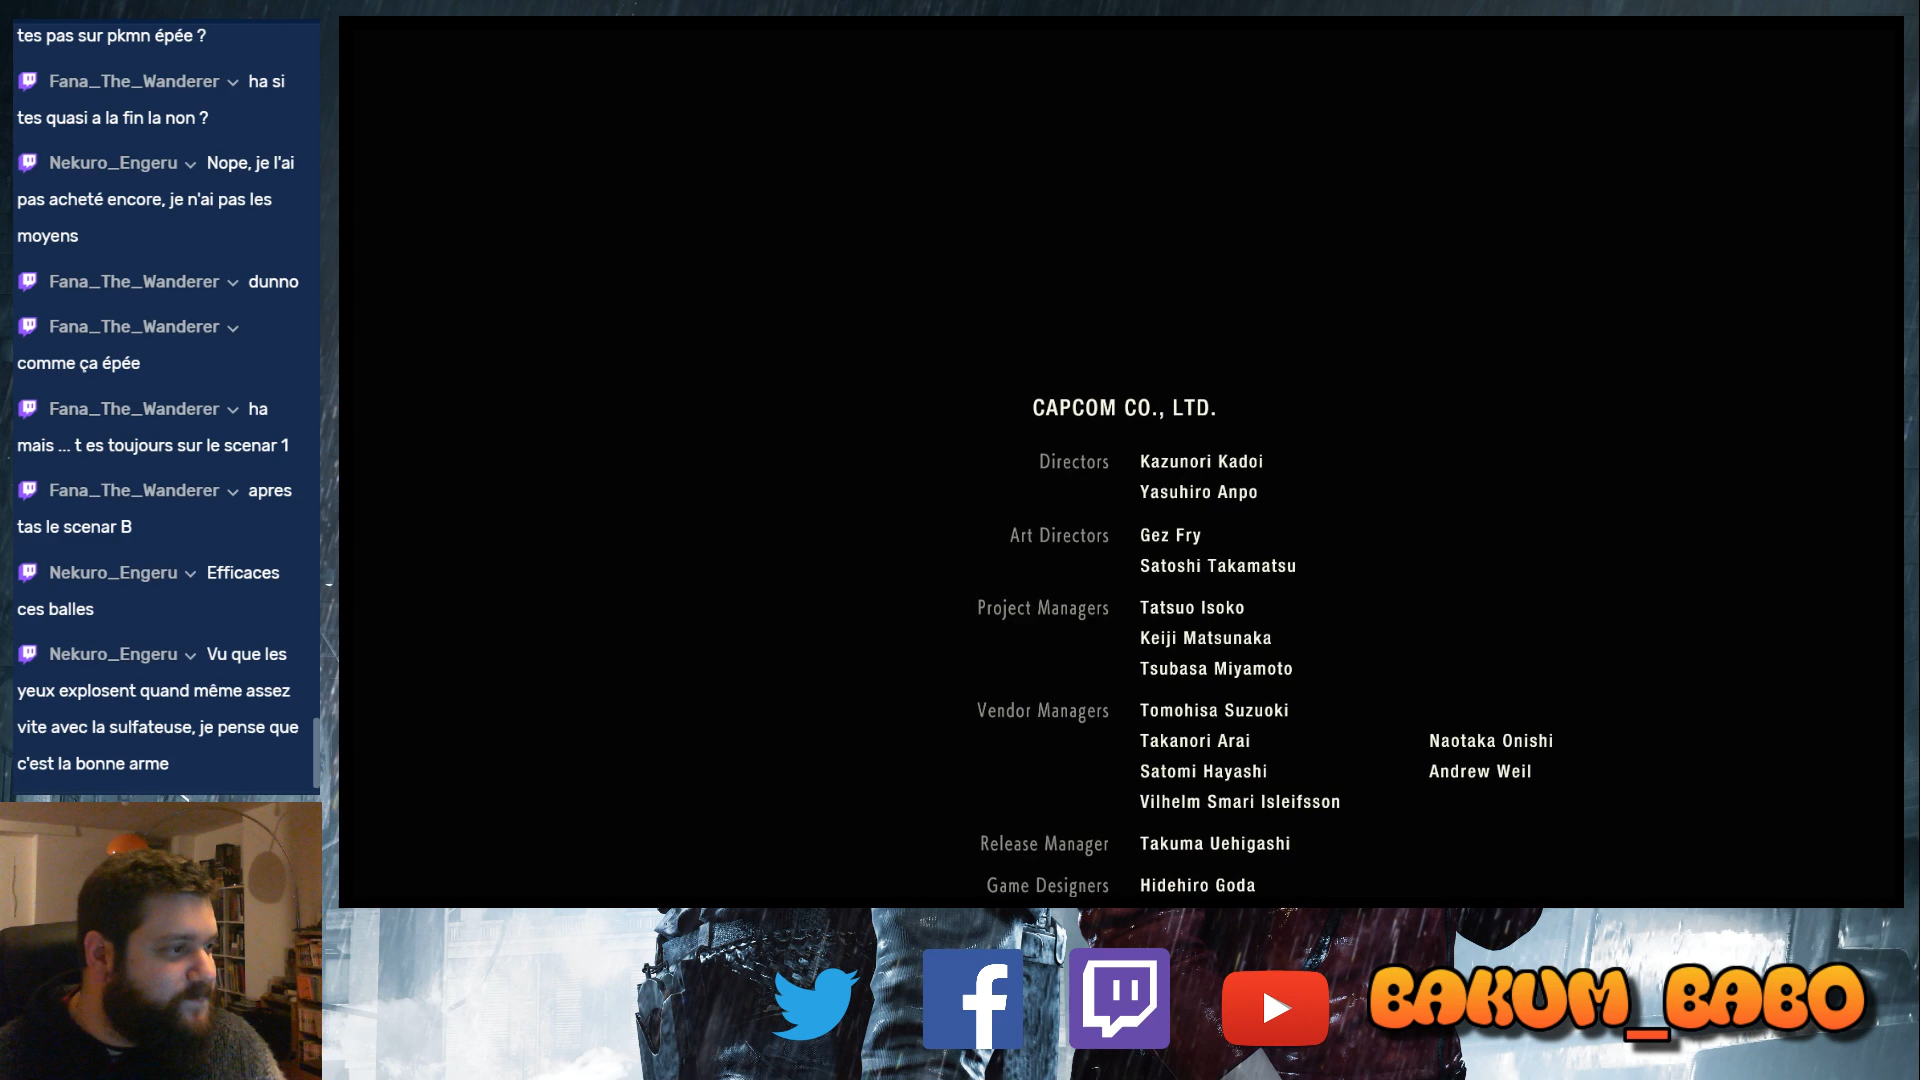 tes pas sur pkmn épée ?
Fana_The_Wanderer ha si
tes quasi a la fin la non ?
Nekuro_Engeru Nope, je l'ai
pas acheté encore, je n'ai pas les
moyens
Fana_The_Wanderer dunno
Fana_The_Wanderer
comme ça épée
Fana_The_Wanderer ha
mais ... t es toujours sur le scenar 1
Fana_The_Wanderer apres
tas le scenar B
Nekuro_Engeru Efficaces
ces balles
Nekuro_Engeru Vu que les
yeux explosent quand même assez
vite avec la sulfateuse, je pense que
c'est la bonne arme
CAPCOM CO., LTD.
Directors Kazunori Kadoi
Yasuhiro Anpo
Art Directors Gez Fry
Satoshi Takamatsu
Project Managers Tatsuo Isoko
Keiji Matsunaka
Tsubasa Miyamoto
Vendor Managers Tomohisa Suzuoki
Takanori Arai Naotaka Onishi
Satomi Hayashi Andrew Weil
Vilhelm Smari Isleifsson
Release Manager Takuma Uehigashi
Game Designers Hidehiro Goda
BAKUM_BABO